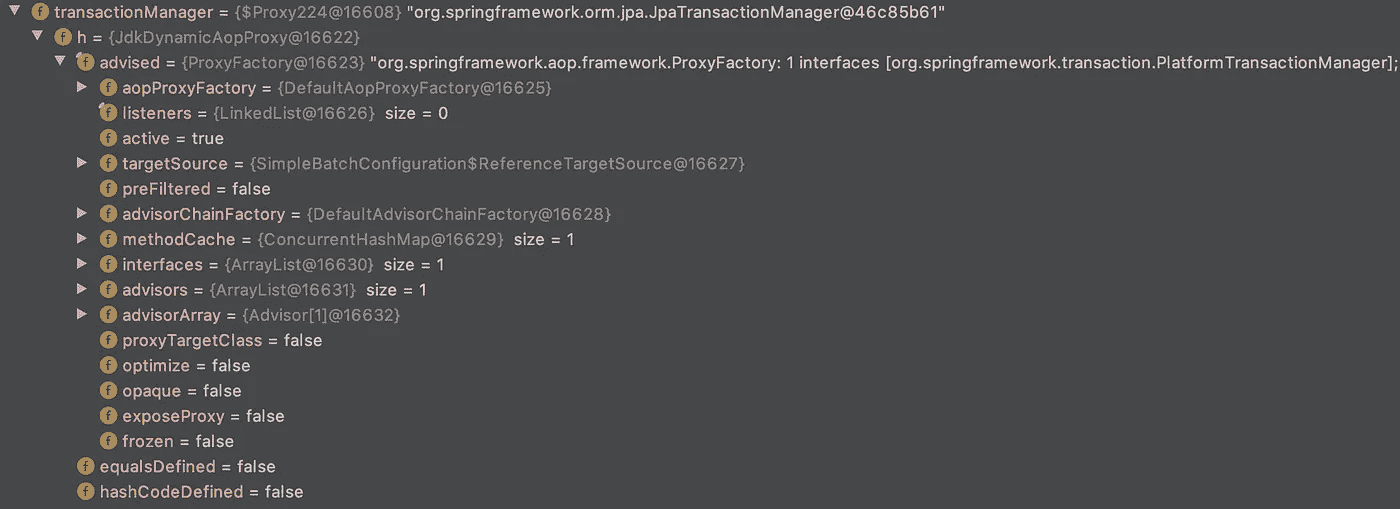 transactionManager = {$Proxy224@16608} "org.springframework.orm.jpa.JpaTransactionManager@46c85b61"
h = {JdkDynamicAopProxy@16622}
advised = {ProxyFactory@16623} "org.springframework.aop.framework.ProxyFactory: 1 interfaces [org.springframework.transaction.PlatformTransactionManager];
aopProxyFactory = {DefaultAopProxyFactory@16625}
listeners = {LinkedList@16626} size = 0
active = true
targetSource = {SimpleBatchConfiguration$ReferenceTargetSource@16627}
preFiltered = false
advisorChainFactory = {DefaultAdvisorChainFactory@16628}
methodCache = {ConcurrentHashMap@16629} size = 1
interfaces = {ArrayList@16630} size = 1
advisors = {ArrayList@16631} size = 1
advisorArray = {Advisor[1]@16632}
proxyTargetClass = false
optimize = false
opaque = false
exposeProxy = false
frozen = false
equalsDefined = false
hashCodeDefined = false